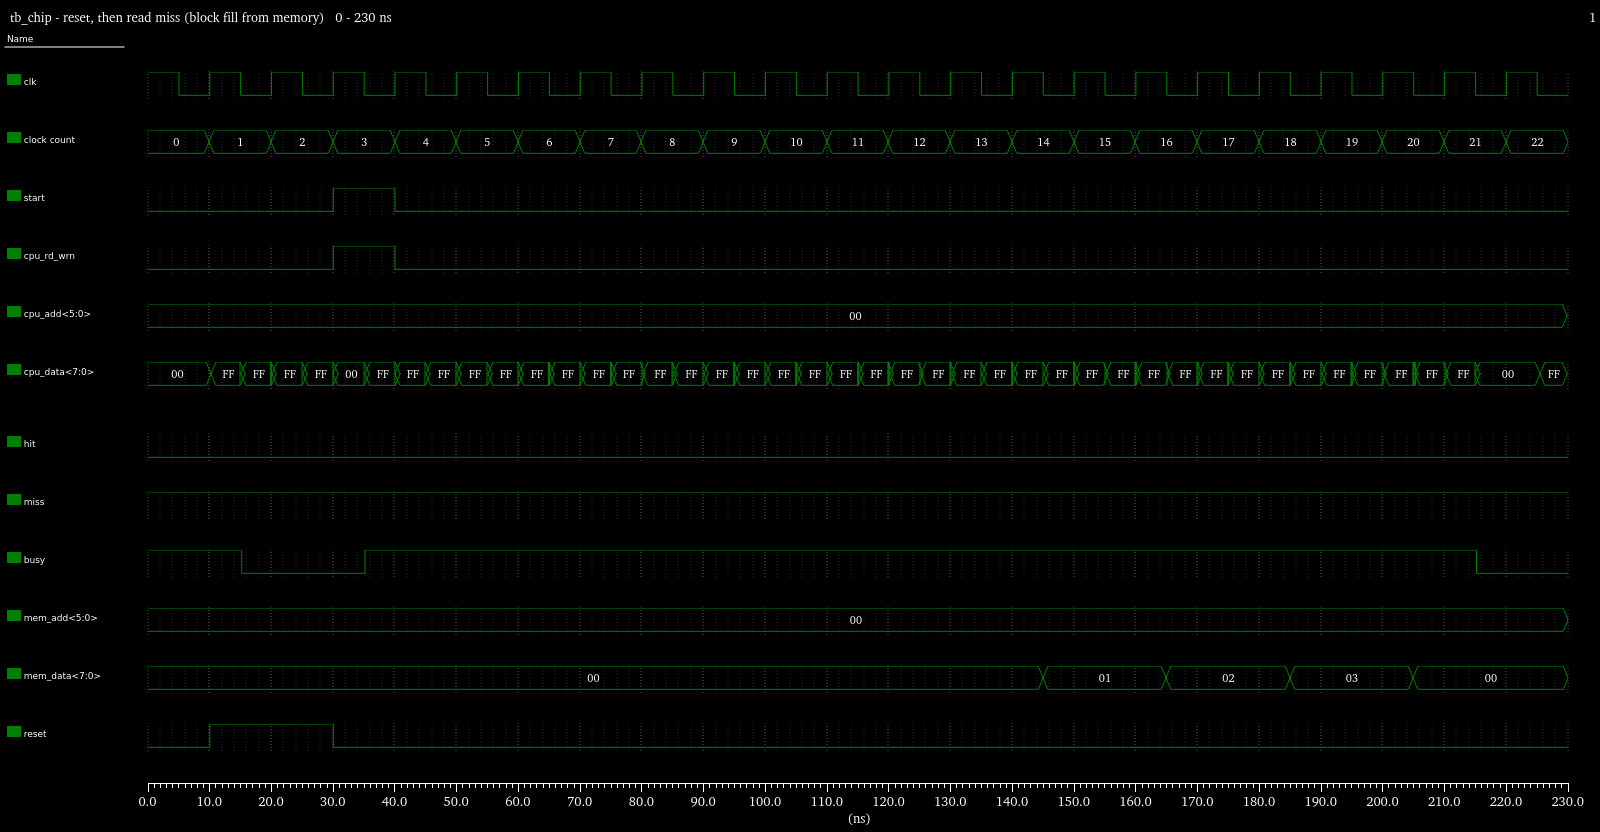 tb_chip - reset, then read miss (block fill from memory) 0 - 230 ns 1
Name
clk
clock count 0 1 2 3 4 5 6 7 8 9 10 11 12 13 14 15 16 17 18 19 20 21 22
start
cpu_rd_wrn
cpu_add<5:0> 00
cpu_data<7:0> 00 FF FF FF FF 00 FF FF FF FF FF FF FF FF FF FF FF FF FF FF FF FF FF FF FF FF FF FF FF FF FF FF FF FF FF FF FF FF FF FF FF FF 00 FF
hit
miss
busy
mem_add<5:0> 00
mem_data<7:0> 00 01 02 03 00
reset
0.0 10.0 20.0 30.0 40.0 50.0 60.0 70.0 80.0 90.0 100.0 110.0 120.0 130.0 140.0 150.0 160.0 170.0 180.0 190.0 200.0 210.0 220.0 230.0
(ns)